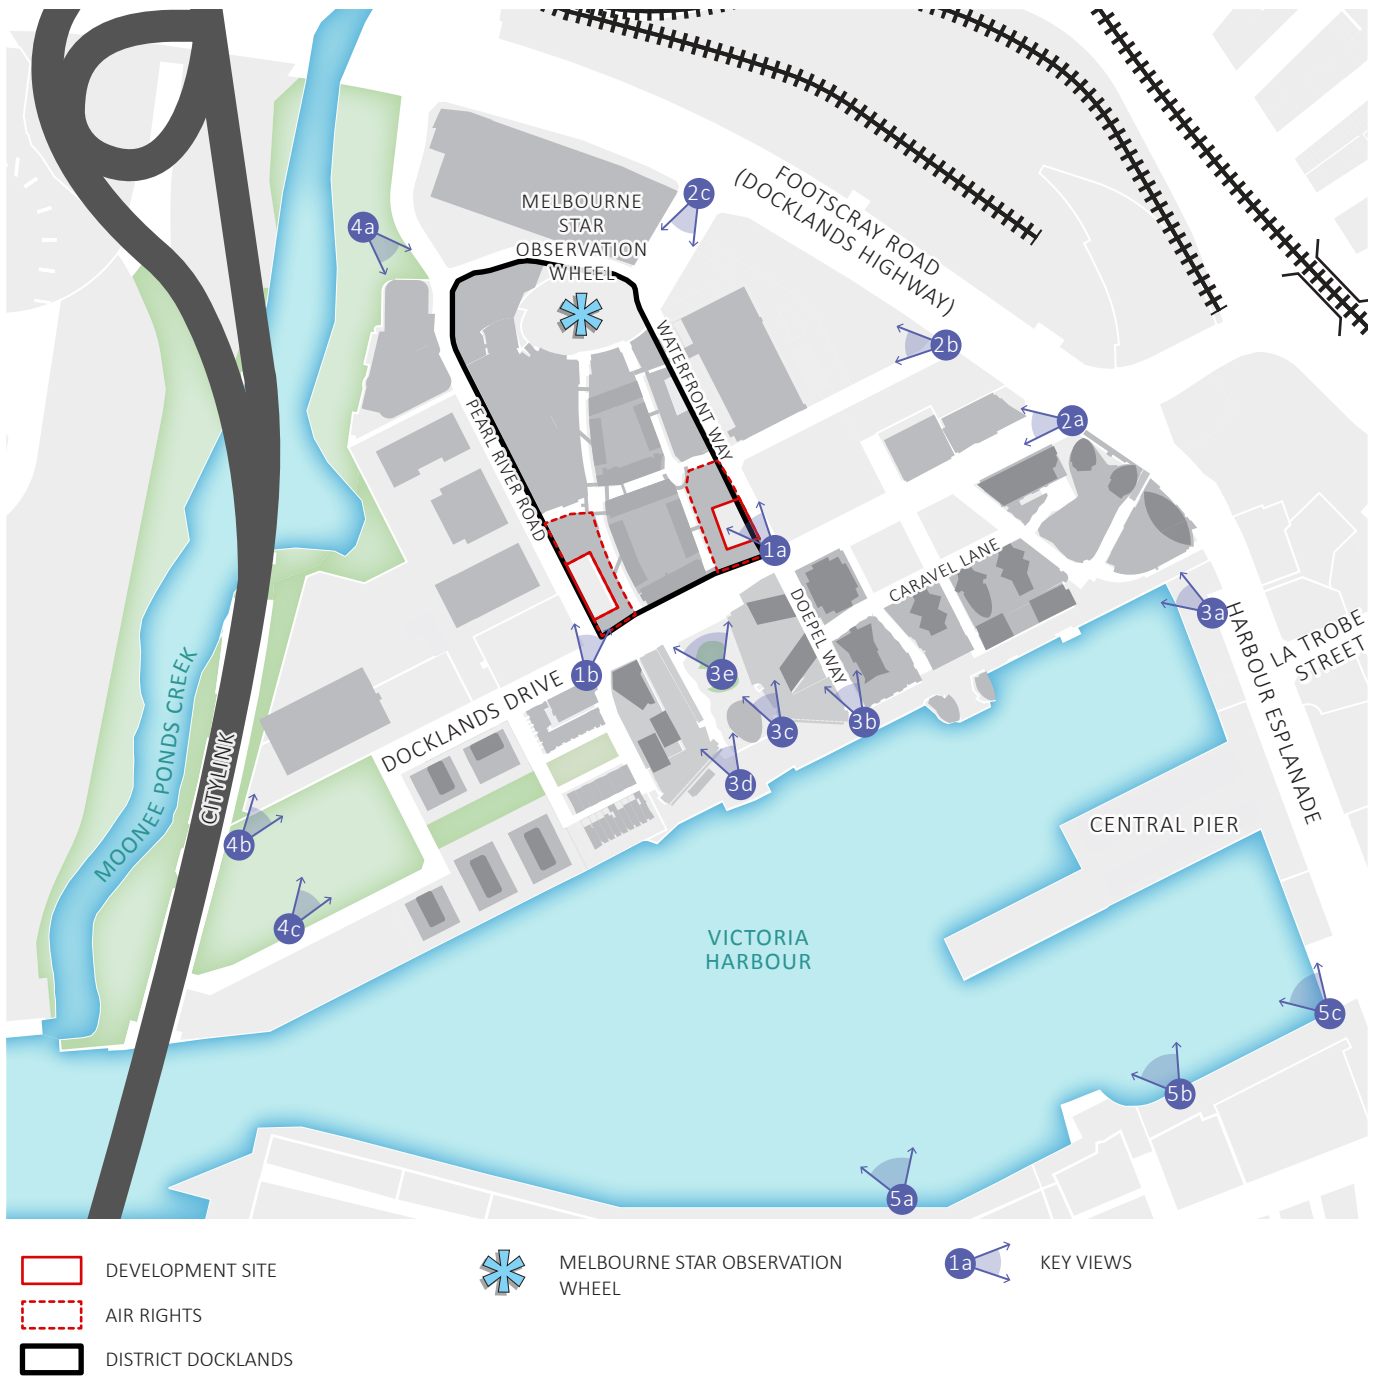 MELBOURNE
STAR
OBSERVATION
WHEEL
2c
FOOTSCRAY ROAD
(DOCKLANDS HIGHWAY)
4a
2b
WATERFRONT WAY
2a
PEARL RIVER ROAD
1a
CARAVEL LANE
DOEPEL WAY
3a
HARBOUR ESPLANADE
LA TROBE
STREET
1b
3e
3b
3c
3d
DOCKLANDS DRIVE
MOONEE PONDS CREEK
CITYLINK
4b
4c
CENTRAL PIER
VICTORIA
HARBOUR
5c
5b
5a
DEVELOPMENT SITE
AIR RIGHTS
DISTRICT DOCKLANDS
MELBOURNE STAR OBSERVATION
WHEEL
1a
KEY VIEWS